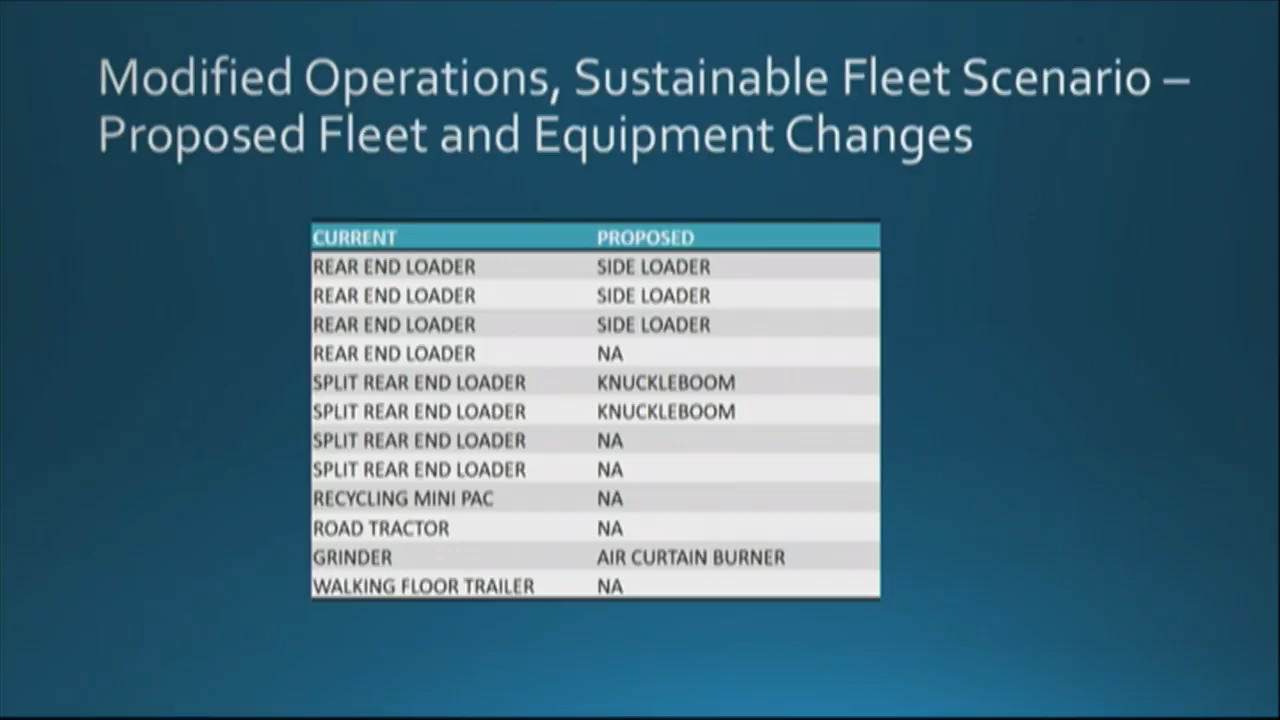 Modified Operations, Sustainable Fleet Scenario –
Proposed Fleet and Equipment Changes
CURRENT PROPOSED
REAR END LOADER SIDE LOADER
REAR END LOADER SIDE LOADER
REAR END LOADER SIDE LOADER
REAR END LOADER NA
SPLIT REAR END LOADER KNUCKLEBOOM
SPLIT REAR END LOADER KNUCKLEBOOM
SPLIT REAR END LOADER NA
SPLIT REAR END LOADER NA
RECYCLING MINI PAC NA
ROAD TRACTOR NA
GRINDER AIR CURTAIN BURNER
WALKING FLOOR TRAILER NA